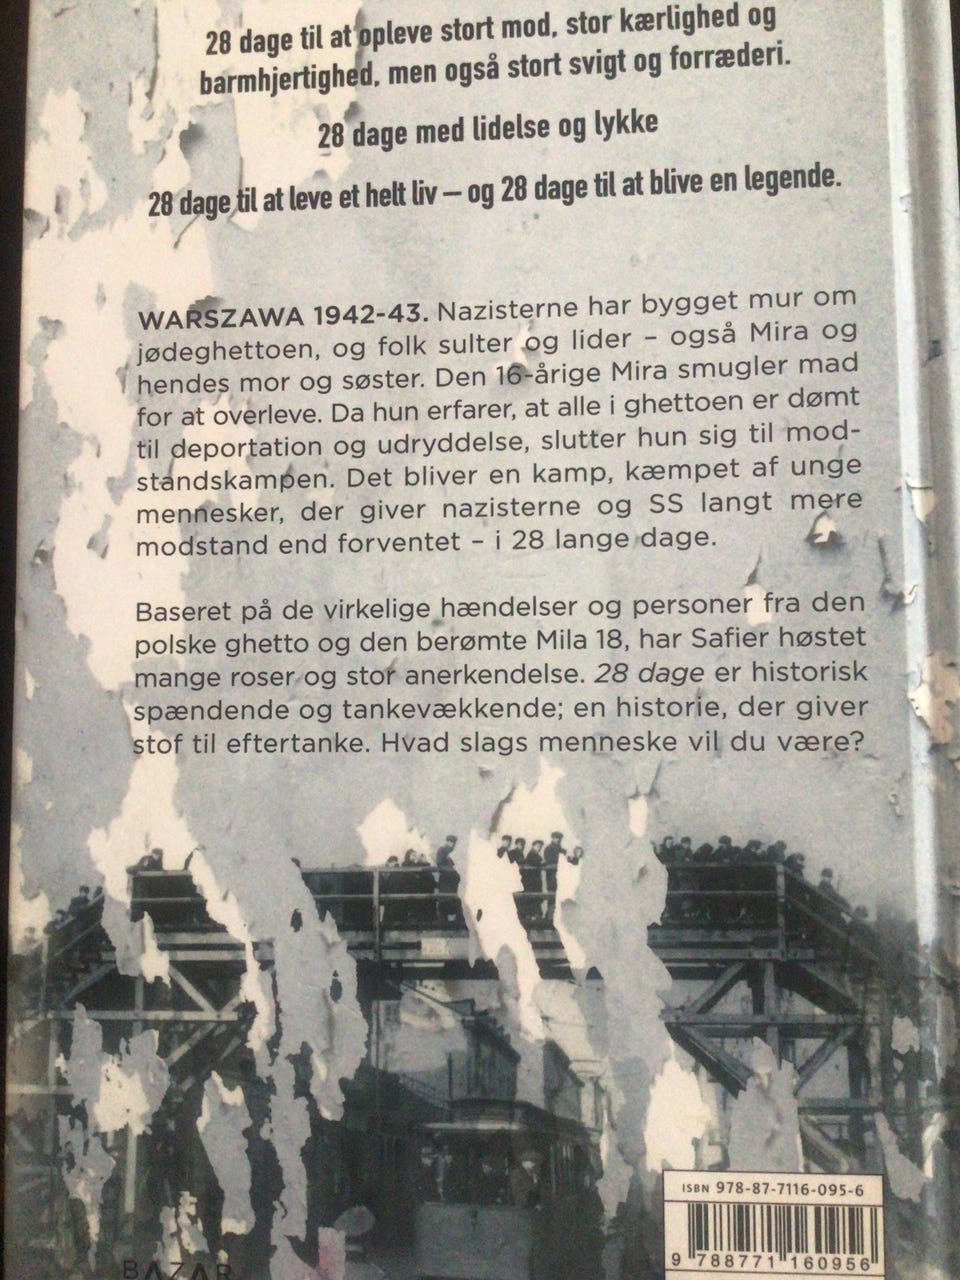 28 dage til at opleve stort mod, stor kærlighed og
barmhjertighed, men også stort svigt og forræderi.
28 dage med lidelse og lykke
28 dage til at leve et helt liv – og 28 dage til at blive en legende.
WARSZAWA 1942-43. Nazisterne har bygget mur om
jødeghettoen, og folk sulter og lider – også Mira og
hendes mor og søster. Den 16-årige Mira smugler mad
for at overleve. Da hun erfarer, at alle i ghettoen er dømt
til deportation og udryddelse, slutter hun sig til mod-
standskampen. Det bliver en kamp, kæmpet af unge
mennesker, der giver nazisterne og SS langt mere
modstand end forventet – i 28 lange dage.
Baseret på de virkelige hændelser og personer fra den
polske ghetto og den berømte Mila 18, har Safier høstet
mange roser og stor anerkendelse. 28 dage er historisk
spændende og tankevækkende; en historie, der giver
stof til eftertanke. Hvad slags menneske vil du være?
ISBN 978-87-7116-095-6
9 788771 160956
BAZAR